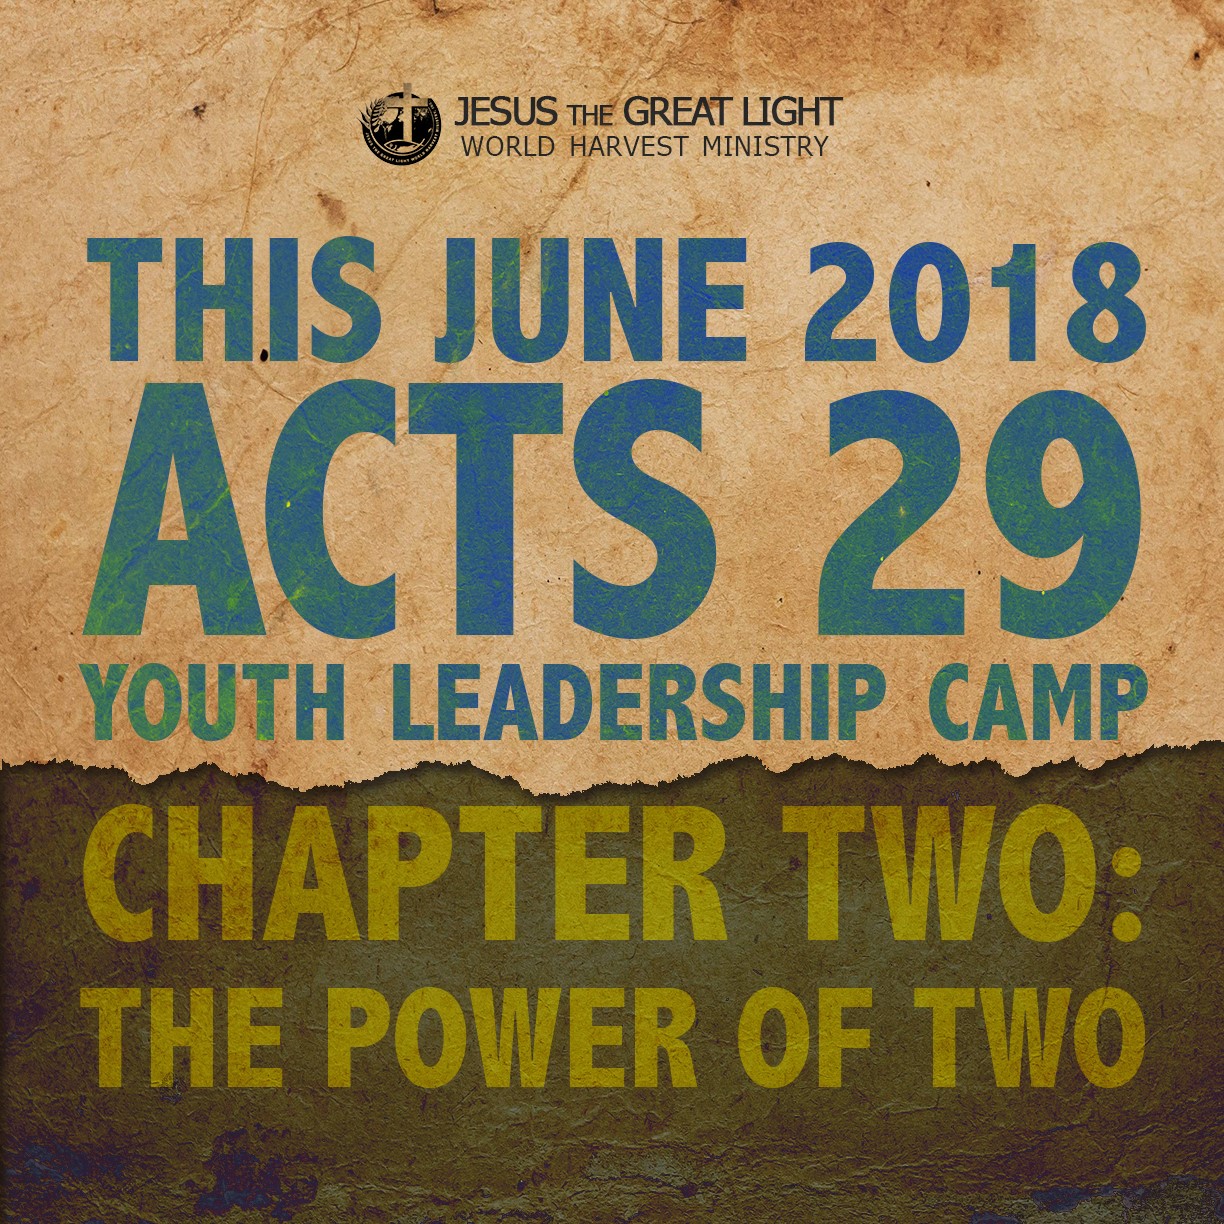 JESUS THE GREAT LIGHT
WORLD HARVEST MINISTRY
THIS JUNE 2018
ACTS 29
YOUTH LEADERSHIP CAMP
CHAPTER TWO:
THE POWER OF TWO